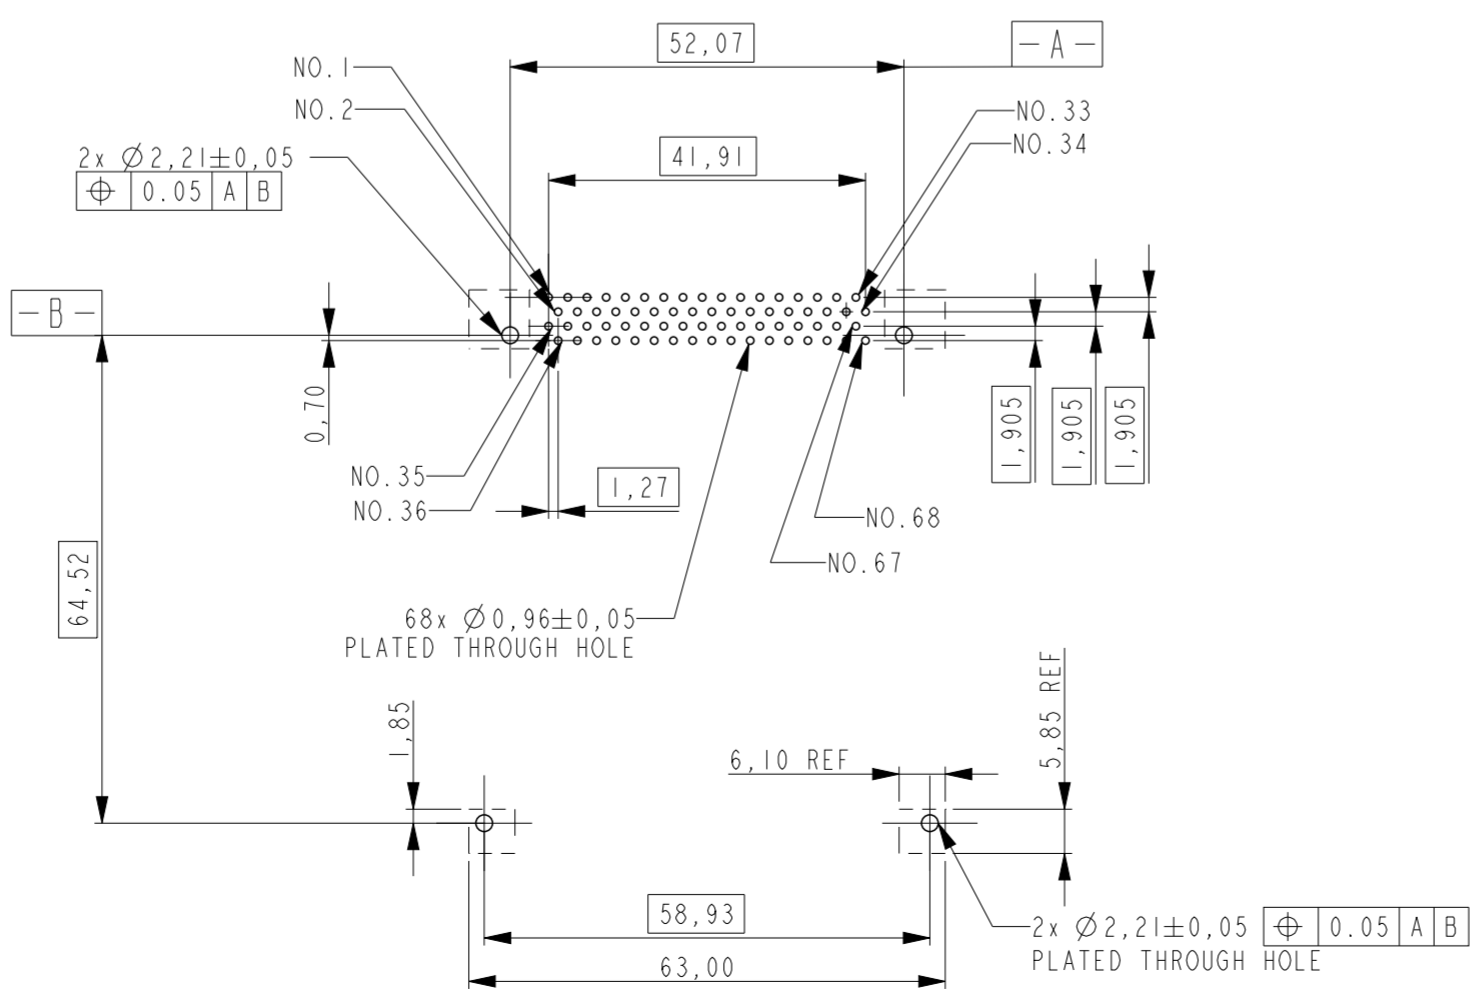 52,07
- A -
NO.1
NO.2
NO.33
NO.34
2x Ø2,21±0,05
⌖ 0.05 A B
41,91
- B -
0,70
1,905
1,905
1,905
NO.35
NO.36
1,27
NO.68
NO.67
64,52
68x Ø0,96±0,05
PLATED THROUGH HOLE
1,85
6,10 REF
5,85 REF
58,93
2x Ø2,21±0,05 ⌖ 0.05 A B
PLATED THROUGH HOLE
63,00